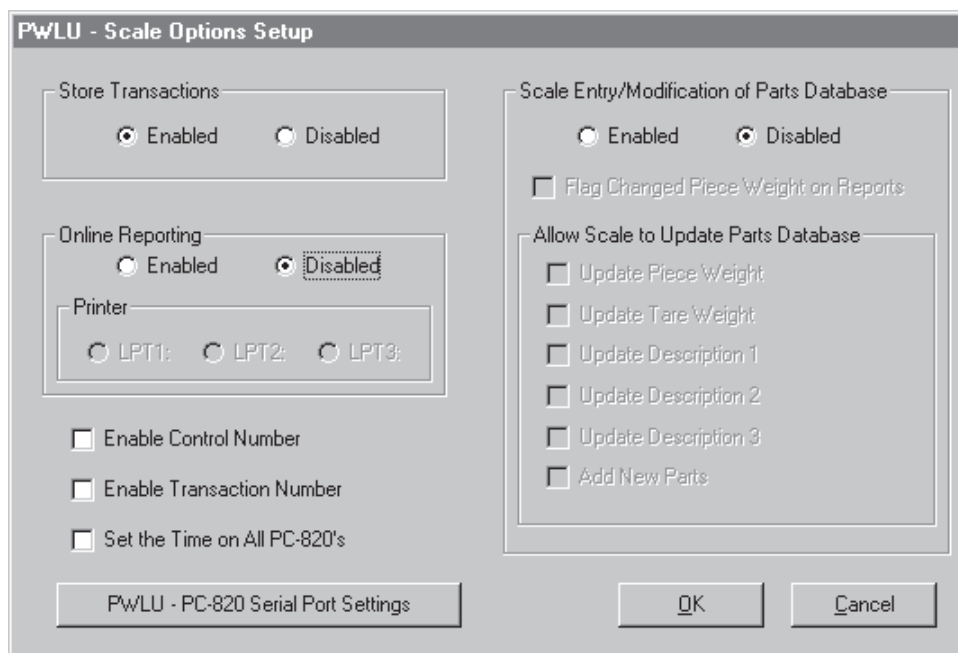 PWLU - Scale Options Setup
Store Transactions
Enabled Disabled
Online Reporting
Enabled Disabled
Printer
LPT1: LPT2: LPT3:
Enable Control Number
Enable Transaction Number
Set the Time on All PC-820's
PWLU - PC-820 Serial Port Settings
Scale Entry/Modification of Parts Database
Enabled Disabled
Flag Changed Piece Weight on Reports
Allow Scale to Update Parts Database
Update Piece Weight
Update Tare Weight
Update Description 1
Update Description 2
Update Description 3
Add New Parts
OK Cancel